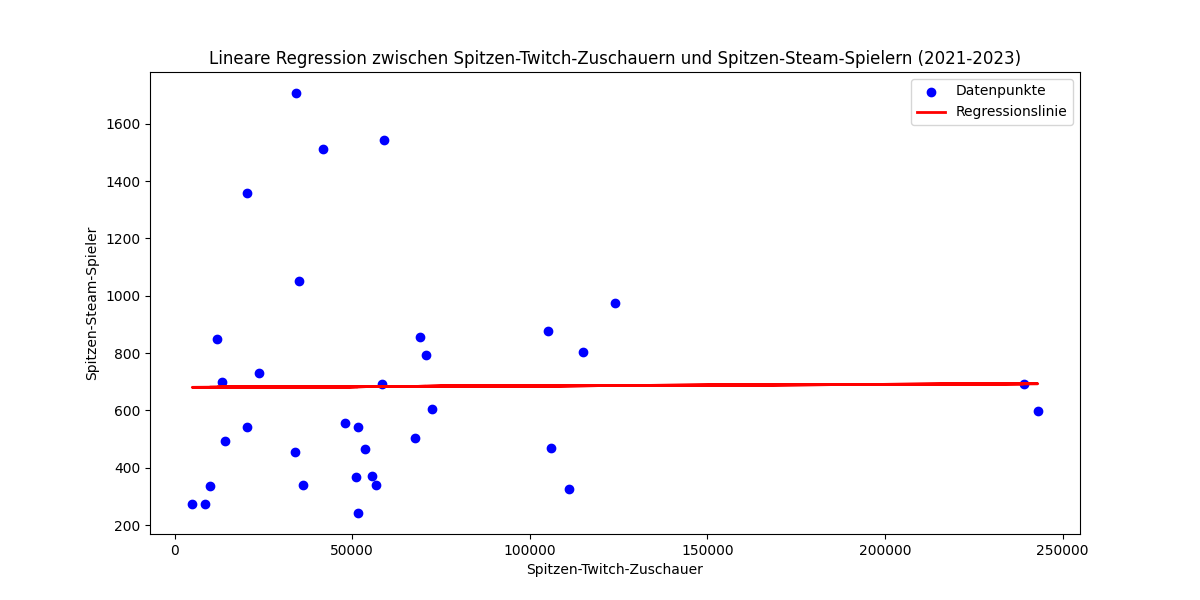 Lineare Regression zwischen Spitzen-Twitch-Zuschauern und Spitzen-Steam-Spielern (2021-2023)
Datenpunkte
Regressionslinie
1600
1400
1200
1000
800
600
400
200
Spitzen-Steam-Spieler
0
50000
100000
150000
200000
250000
Spitzen-Twitch-Zuschauer